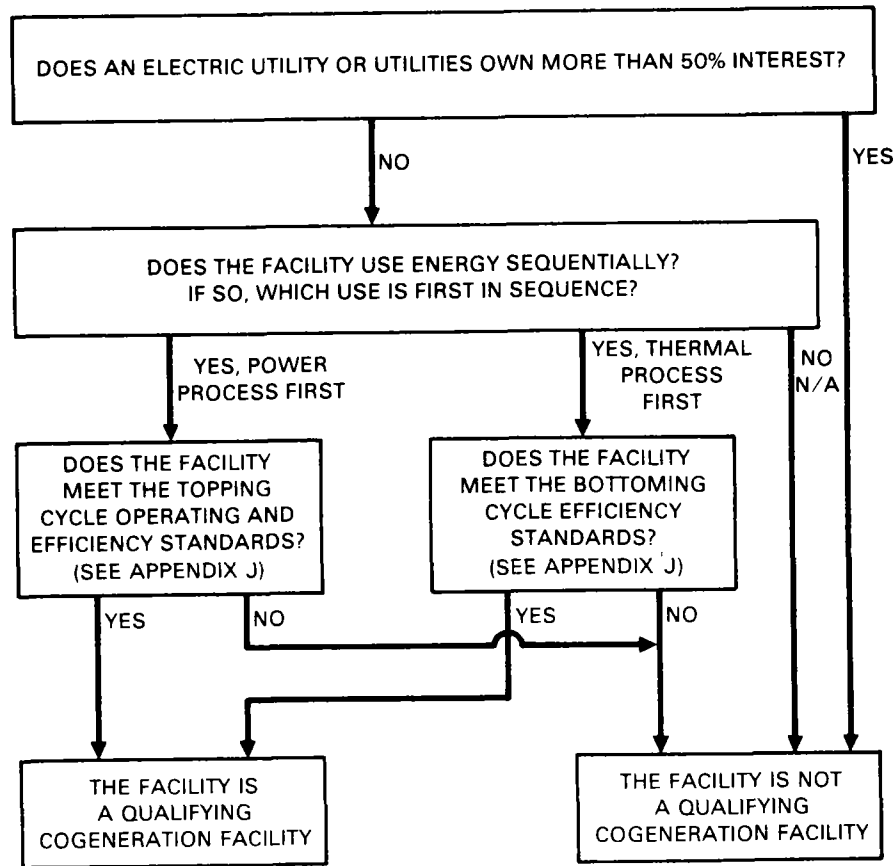 DOES AN ELECTRIC UTILITY OR UTILITIES OWN MORE THAN 50% INTEREST?
NO
YES
DOES THE FACILITY USE ENERGY SEQUENTIALLY?
IF SO, WHICH USE IS FIRST IN SEQUENCE?
YES, POWER
PROCESS FIRST
YES, THERMAL
PROCESS
FIRST
NO
N/A
DOES THE FACILITY
MEET THE TOPPING
CYCLE OPERATING AND
EFFICIENCY STANDARDS?
(SEE APPENDIX J)
DOES THE FACILITY
MEET THE BOTTOMING
CYCLE EFFICIENCY
STANDARDS?
(SEE APPENDIX J)
YES
NO
YES
NO
THE FACILITY IS
A QUALIFYING
COGENERATION FACILITY
THE FACILITY IS NOT
A QUALIFYING
COGENERATION FACILITY